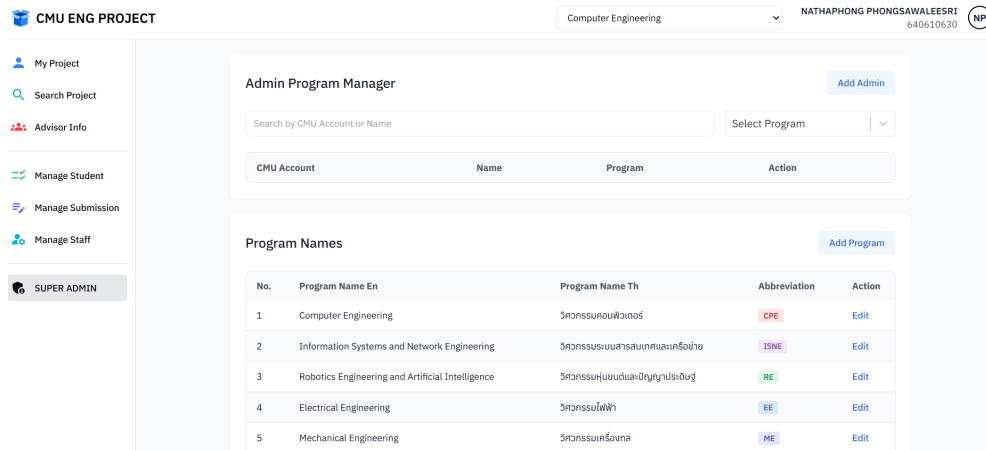 CMU ENG PROJECT
Computer Engineering
NATHAPHONG PHONGSAWALEESRI
640610630
NP
My Project
Search Project
Advisor Info
Manage Student
Manage Submission
Manage Staff
SUPER ADMIN
Admin Program Manager
Add Admin
Search by CMU Account or Name
Select Program
CMU Account Name Program Action
Program Names
Add Program
No. Program Name En Program Name Th Abbreviation Action
1 Computer Engineering วิศวกรรมคอมพิวเตอร์ CPE Edit
2 Information Systems and Network Engineering วิศวกรรมระบบสารสนเทศและเครือข่าย ISNE Edit
3 Robotics Engineering and Artificial Intelligence วิศวกรรมหุ่นยนต์และปัญญาประดิษฐ์ RE Edit
4 Electrical Engineering วิศวกรรมไฟฟ้า EE Edit
5 Mechanical Engineering วิศวกรรมเครื่องกล ME Edit